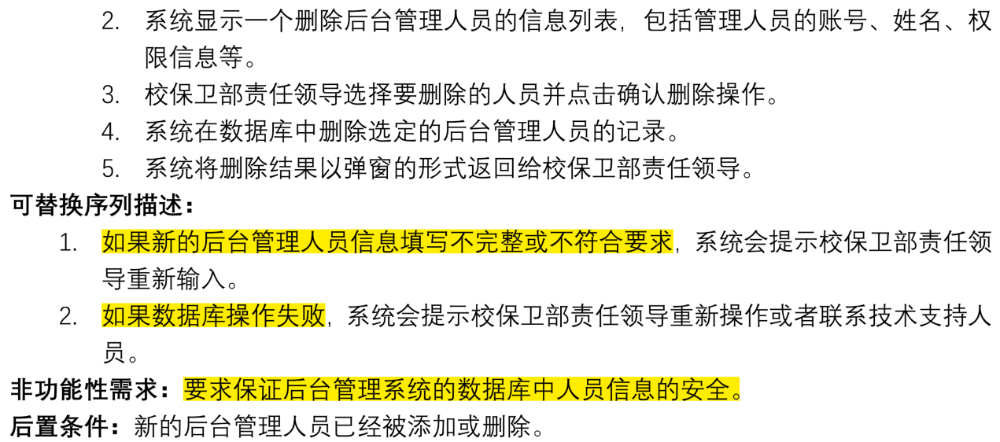 2. 系统显示一个删除后台管理人员的信息列表，包括管理人员的账号、姓名、权
限信息等。
3. 校保卫部责任领导选择要删除的人员并点击确认删除操作。
4. 系统在数据库中删除选定的后台管理人员的记录。
5. 系统将删除结果以弹窗的形式返回给校保卫部责任领导。
可替换序列描述：
1. 如果新的后台管理人员信息填写不完整或不符合要求，系统会提示校保卫部责任领
导重新输入。
2. 如果数据库操作失败，系统会提示校保卫部责任领导重新操作或者联系技术支持人
员。
非功能性需求：要求保证后台管理系统的数据库中人员信息的安全。
后置条件：新的后台管理人员已经被添加或删除。